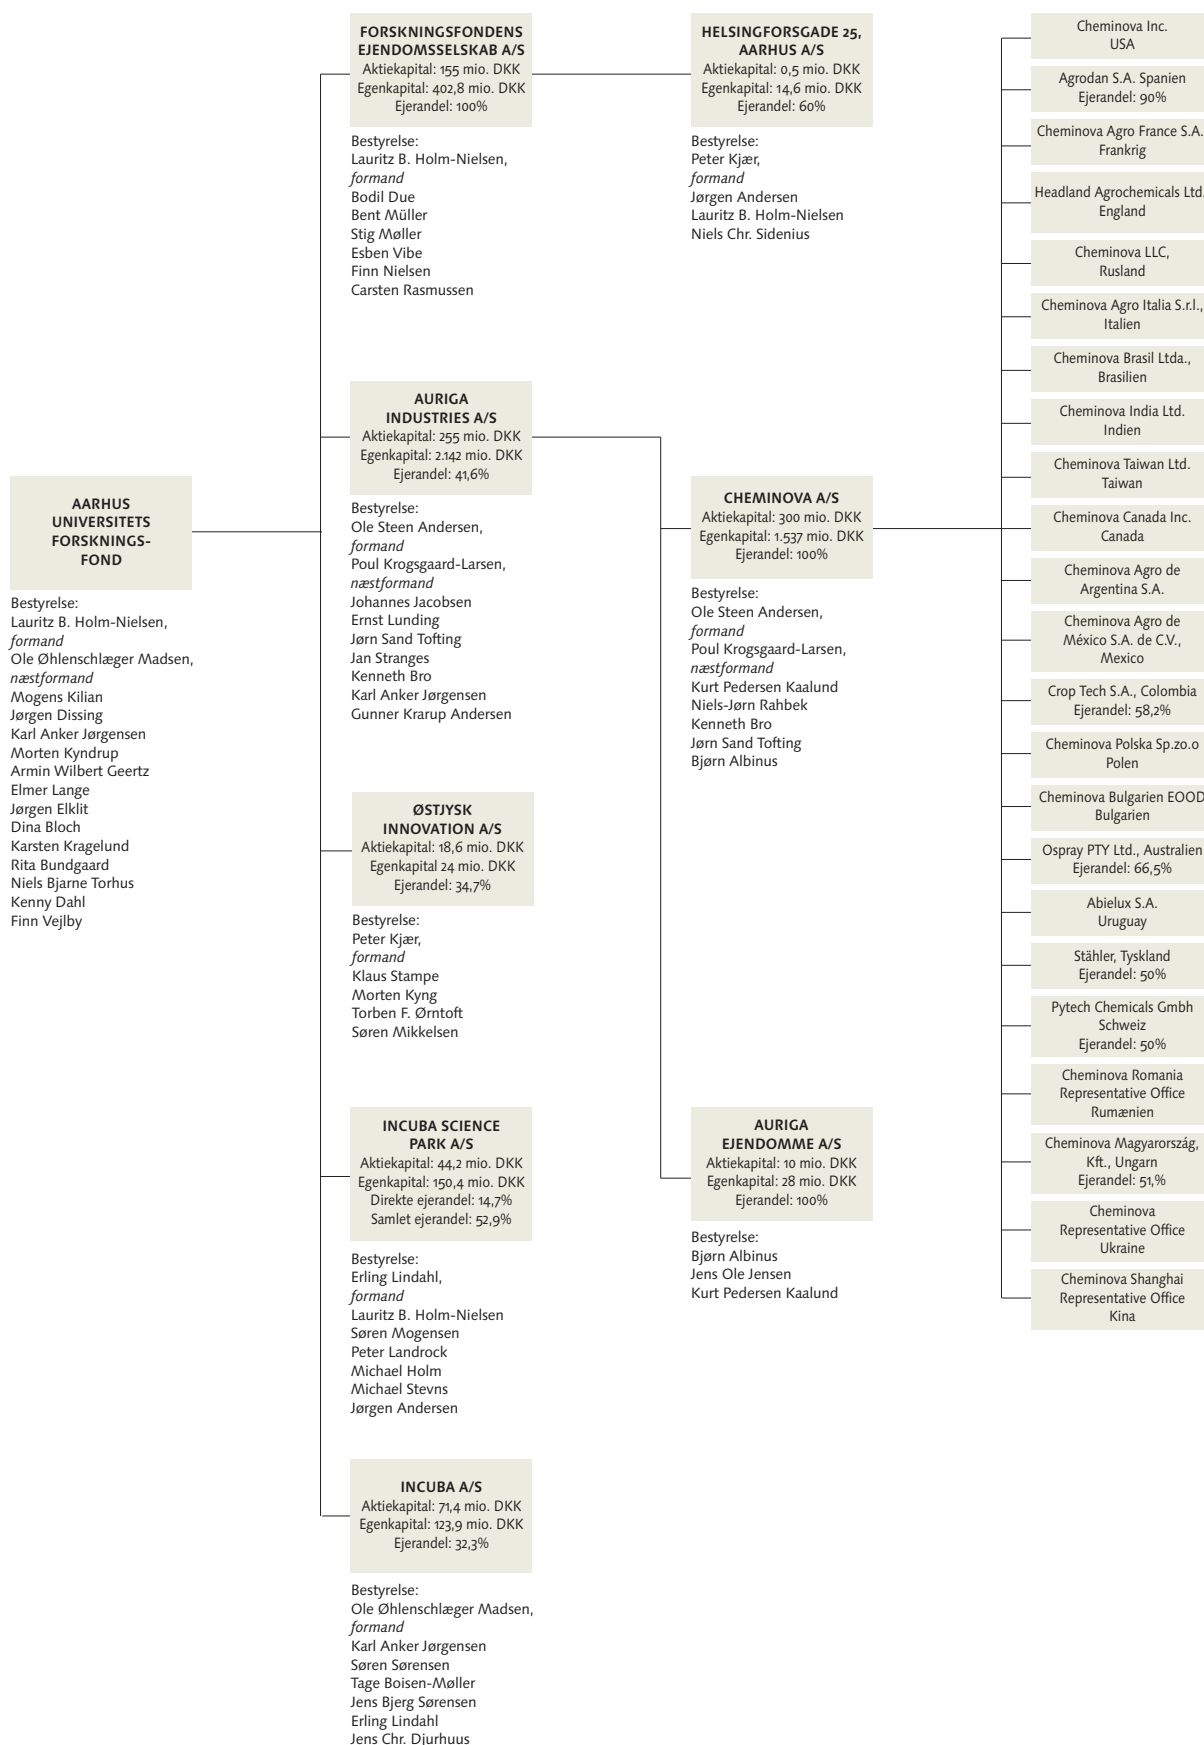 AARHUS
UNIVERSITETS
FORSKNINGS-
FOND
Bestyrelse:
Lauritz B. Holm-Nielsen,
formand
Ole Øhlenschlæger Madsen,
næstformand
Mogens Kilian
Jørgen Dissing
Karl Anker Jørgensen
Morten Kyndrup
Armin Wilbert Geertz
Elmer Lange
Jørgen Elklit
Dina Bloch
Karsten Kragelund
Rita Bundgaard
Niels Bjarne Torhus
Kenny Dahl
Finn Vejlby
FORSKNINGSFONDENS
EJENDOMSSELSKAB A/S
Aktiekapital: 155 mio. DKK
Egenkapital: 402,8 mio. DKK
Ejerandel: 100%
Bestyrelse:
Lauritz B. Holm-Nielsen,
formand
Bodil Due
Bent Müller
Stig Møller
Esben Vibe
Finn Nielsen
Carsten Rasmussen
AURIGA
INDUSTRIES A/S
Aktiekapital: 255 mio. DKK
Egenkapital: 2.142 mio. DKK
Ejerandel: 41,6%
Bestyrelse:
Ole Steen Andersen,
formand
Poul Krogsgaard-Larsen,
næstformand
Johannes Jacobsen
Ernst Lunding
Jørn Sand Tofting
Jan Stranges
Kenneth Bro
Karl Anker Jørgensen
Gunner Krarup Andersen
ØSTJYSK
INNOVATION A/S
Aktiekapital: 18,6 mio. DKK
Egenkapital 24 mio. DKK
Ejerandel: 34,7%
Bestyrelse:
Peter Kjær,
formand
Klaus Stampe
Morten Kyng
Torben F. Ørntoft
Søren Mikkelsen
INCUBA SCIENCE
PARK A/S
Aktiekapital: 44,2 mio. DKK
Egenkapital: 150,4 mio. DKK
Direkte ejerandel: 14,7%
Samlet ejerandel: 52,9%
Bestyrelse:
Erling Lindahl,
formand
Lauritz B. Holm-Nielsen
Søren Mogensen
Peter Landrock
Michael Holm
Michael Stevns
Jørgen Andersen
INCUBA A/S
Aktiekapital: 71,4 mio. DKK
Egenkapital: 123,9 mio. DKK
Ejerandel: 32,3%
Bestyrelse:
Ole Øhlenschlæger Madsen,
formand
Karl Anker Jørgensen
Søren Sørensen
Tage Boisen-Møller
Jens Bjerg Sørensen
Erling Lindahl
Jens Chr. Djurhuus
HELSINGFORSGADE 25,
AARHUS A/S
Aktiekapital: 0,5 mio. DKK
Egenkapital: 14,6 mio. DKK
Ejerandel: 60%
Bestyrelse:
Peter Kjær,
formand
Jørgen Andersen
Lauritz B. Holm-Nielsen
Niels Chr. Sidenius
CHEMINOVA A/S
Aktiekapital: 300 mio. DKK
Egenkapital: 1.537 mio. DKK
Ejerandel: 100%
Bestyrelse:
Ole Steen Andersen,
formand
Poul Krogsgaard-Larsen,
næstformand
Kurt Pedersen Kaalund
Niels-Jørn Rahbek
Kenneth Bro
Jørn Sand Tofting
Bjørn Albinus
AURIGA
EJENDOMME A/S
Aktiekapital: 10 mio. DKK
Egenkapital: 28 mio. DKK
Ejerandel: 100%
Bestyrelse:
Bjørn Albinus
Jens Ole Jensen
Kurt Pedersen Kaalund
Cheminova Inc.
USA
Agrodan S.A. Spanien
Ejerandel: 90%
Cheminova Agro France S.A.
Frankrig
Headland Agrochemicals Ltd.
England
Cheminova LLC,
Rusland
Cheminova Agro Italia S.r.l.,
Italien
Cheminova Brasil Ltda.,
Brasilien
Cheminova India Ltd.
Indien
Cheminova Taiwan Ltd.
Taiwan
Cheminova Canada Inc.
Canada
Cheminova Agro de
Argentina S.A.
Cheminova Agro de
México S.A. de C.V.,
Mexico
Crop Tech S.A., Colombia
Ejerandel: 58,2%
Cheminova Polska Sp.zo.o
Polen
Cheminova Bulgarien EOOD
Bulgarien
Ospray PTY Ltd., Australien
Ejerandel: 66,5%
Abielux S.A.
Uruguay
Stähler, Tyskland
Ejerandel: 50%
Pytech Chemicals Gmbh
Schweiz
Ejerandel: 50%
Cheminova Romania
Representative Office
Rumænien
Cheminova Magyarország,
Kft., Ungarn
Ejerandel: 51,%
Cheminova
Representative Office
Ukraine
Cheminova Shanghai
Representative Office
Kina